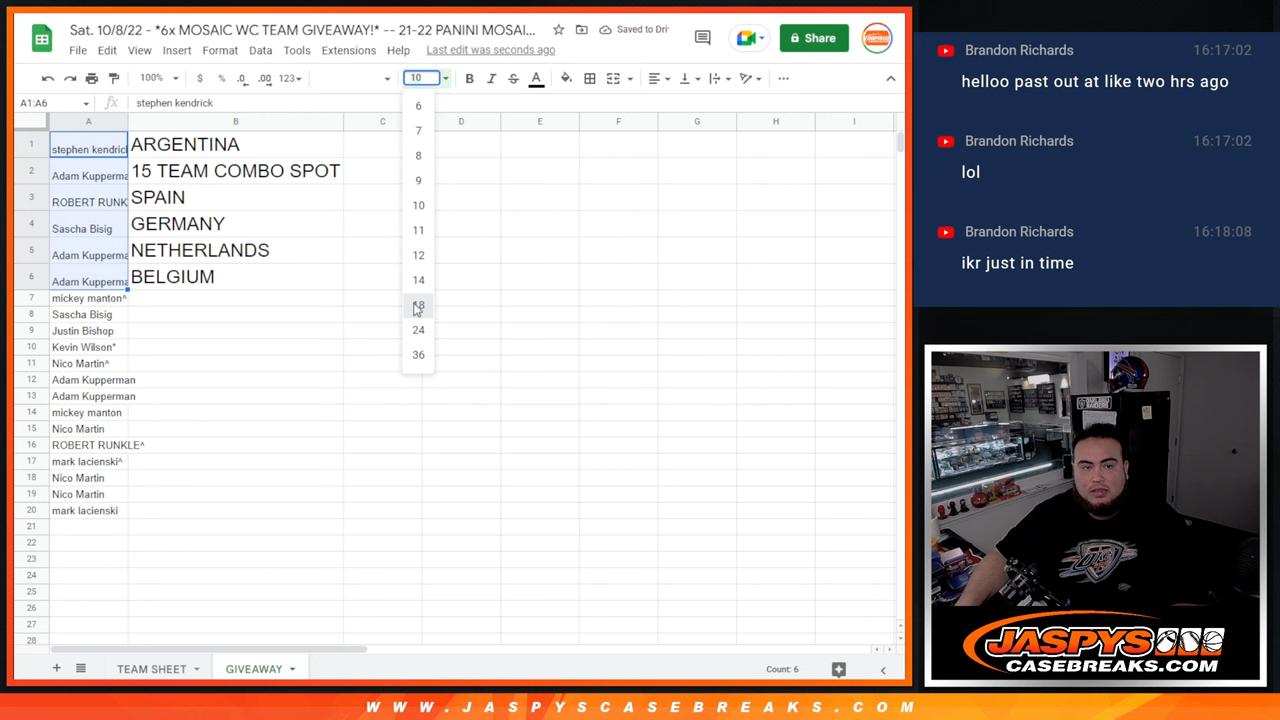 Sat. 10/8/22 - *6x MOSAIC WC TEAM GIVEAWAY!* -- 21-22 PANINI MOSAI...
Saved to Dri
Share
File Edit View Format Data Tools Extensions Help Last edit was seconds ago
100% $ % .0 .00 123 10 B I S A
A1:A6 fx stephen kendrick
A B C D E F G H I
1 stephen kendrick ARGENTINA
2 Adam Kupperma 15 TEAM COMBO SPOT
3 ROBERT RUNK SPAIN
4 Sascha Bisig GERMANY
5 Adam Kupperma NETHERLANDS
6 Adam Kupperma BELGIUM
7 mickey manton^
8 Sascha Bisig
9 Justin Bishop
10 Kevin Wilson*
11 Nico Martin^
12 Adam Kupperman
13 Adam Kupperman
14 mickey manton
15 Nico Martin
16 ROBERT RUNKLE^
17 mark lacienski^
18 Nico Martin
19 Nico Martin
20 mark lacienski
21
22
23
24
25
26
27
28
6
7
8
9
10
11
12
14
18
24
36
TEAM SHEET GIVEAWAY Count: 6
Brandon Richards 16:17:02
helloo past out at like two hrs ago
Brandon Richards 16:17:02
lol
Brandon Richards 16:18:08
ikr just in time
JASPYS
CASEBREAKS.COM
WWW.JASPYSCASEBREAKS.COM